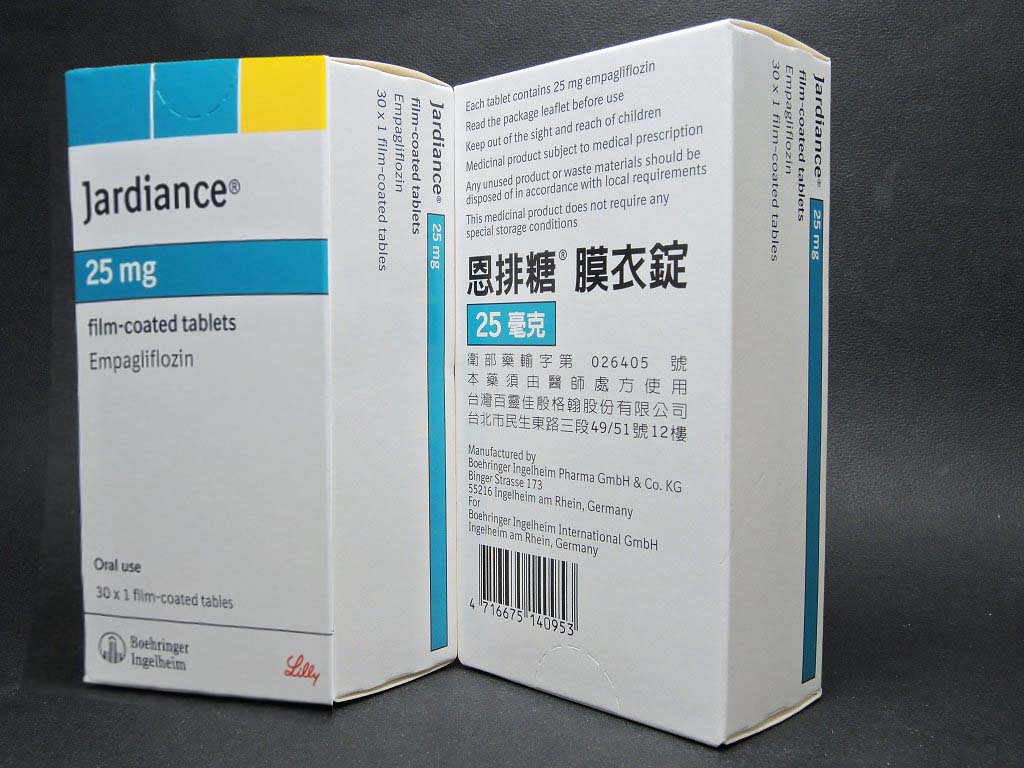 Jardiance®
25 mg
film-coated tablets
Empagliflozin
Oral use
30 x 1 film-coated tables
Boehringer
Ingelheim
Lilly
Jardiance® 25 mg
film-coated tablets
Empagliflozin
30 x 1 film-coated tables
Each tablet contains 25 mg empagliflozin
Read the package leaflet before use
Keep out of the sight and reach of children
Medicinal product subject to medical prescription
Any unused product or waste materials should be
disposed of in accordance with local requirements
This medicinal product does not require any
special storage conditions
恩排糖® 膜衣錠
25 毫克
衛部藥輸字第 026405 號
本藥須由醫師處方使用
台灣百靈佳殷格翰股份有限公司
台北市民生東路三段49/51號12樓
Manufactured by
Boehringer Ingelheim Pharma GmbH & Co. KG
Binger Strasse 173
55216 Ingelheim am Rhein, Germany
For
Boehringer Ingelheim International GmbH
Ingelheim am Rhein, Germany
4 716675 140953
Jardiance® 25 mg
film-coated tablets
Empagliflozin
30 x 1 film-coated tables